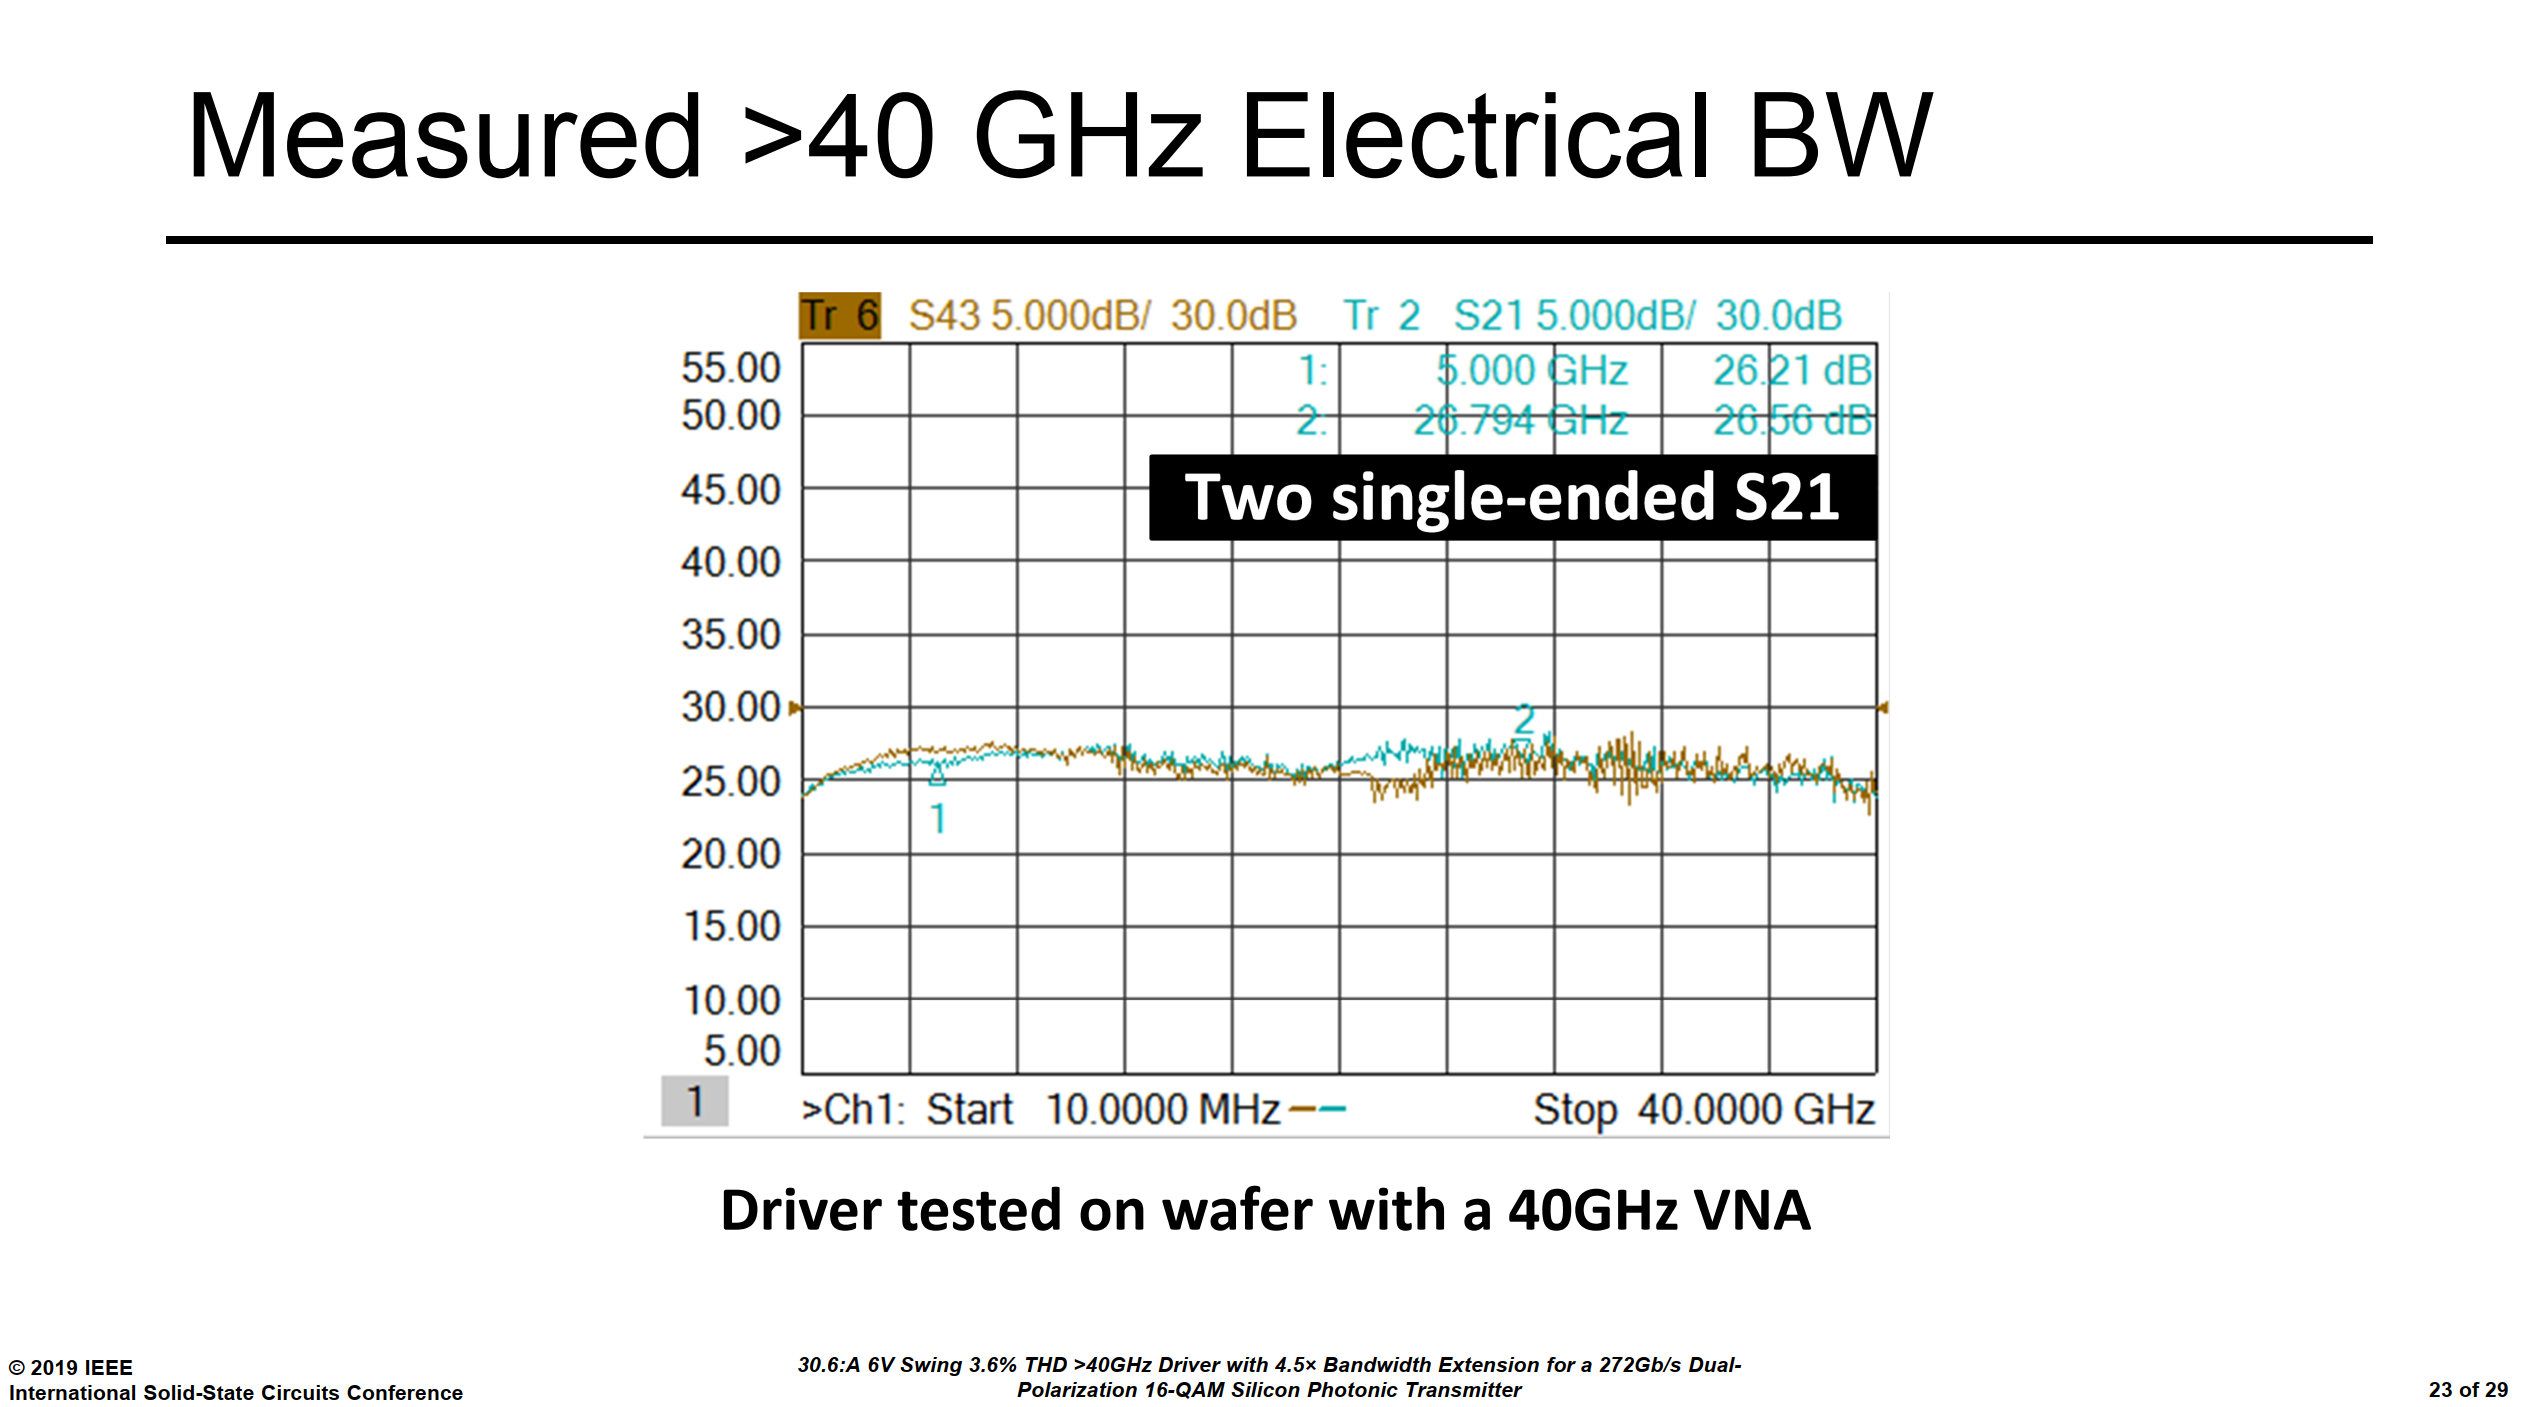 Measured >40 GHz Electrical BW
Tr 6 S43 5.000dB/ 30.0dB Tr 2 S21 5.000dB/ 30.0dB
55.00
1: 5.000 GHz 26.21 dB
50.00
2: 26.794 GHz 26.56 dB
45.00
Two single-ended S21
40.00
35.00
30.00
2
25.00
1
20.00
15.00
10.00
5.00
1 >Ch1: Start 10.0000 MHz Stop 40.0000 GHz
Driver tested on wafer with a 40GHz VNA
© 2019 IEEE
International Solid-State Circuits Conference
30.6:A 6V Swing 3.6% THD >40GHz Driver with 4.5× Bandwidth Extension for a 272Gb/s Dual-
Polarization 16-QAM Silicon Photonic Transmitter
23 of 29